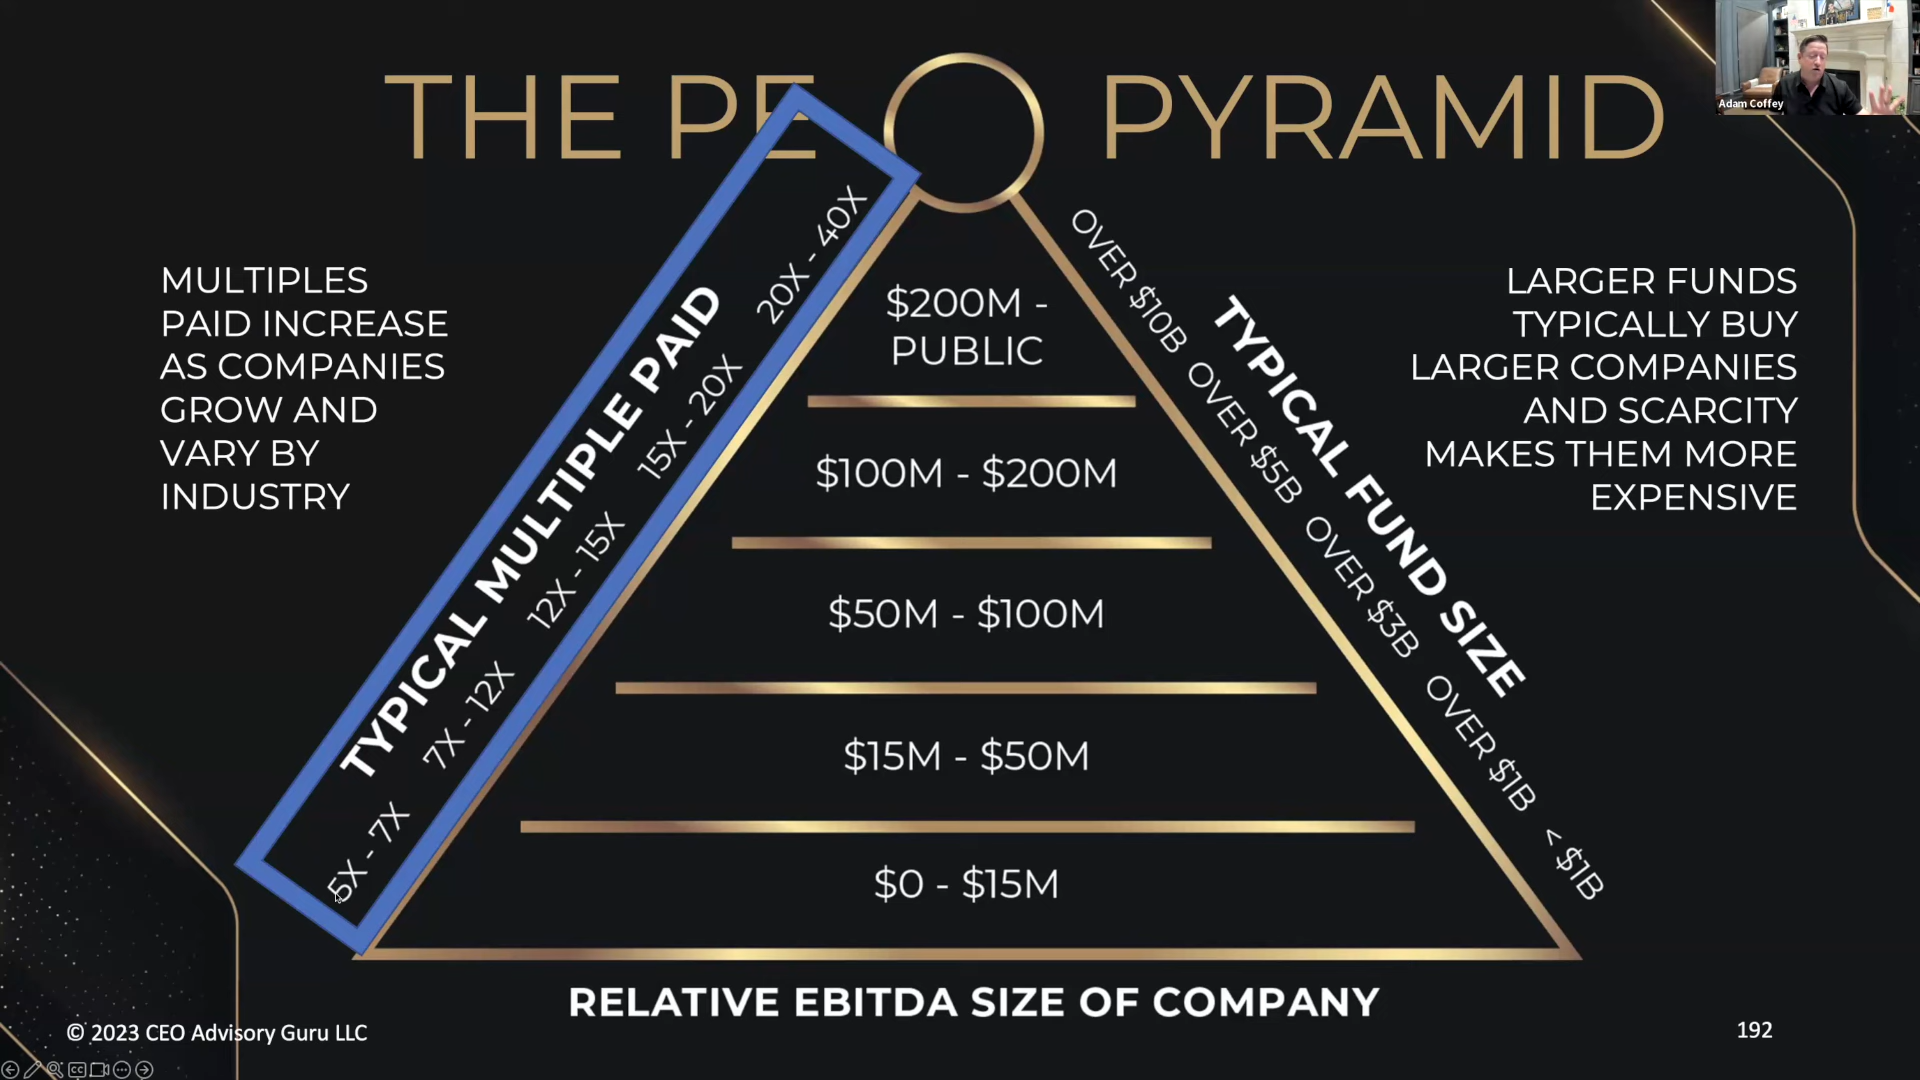 THE PE PYRAMID
Adam Coffey
MULTIPLES
PAID INCREASE
AS COMPANIES
GROW AND
VARY BY
INDUSTRY
TYPICAL MULTIPLE PAID
20X - 40X
15X - 20X
12X - 15X
7X - 12X
5X - 7X
$200M -
PUBLIC
$100M - $200M
$50M - $100M
$15M - $50M
$0 - $15M
TYPICAL FUND SIZE
OVER $10B
OVER $5B
OVER $3B
OVER $1B
< $1B
LARGER FUNDS
TYPICALLY BUY
LARGER COMPANIES
AND SCARCITY
MAKES THEM MORE
EXPENSIVE
RELATIVE EBITDA SIZE OF COMPANY
© 2023 CEO Advisory Guru LLC
192
CC